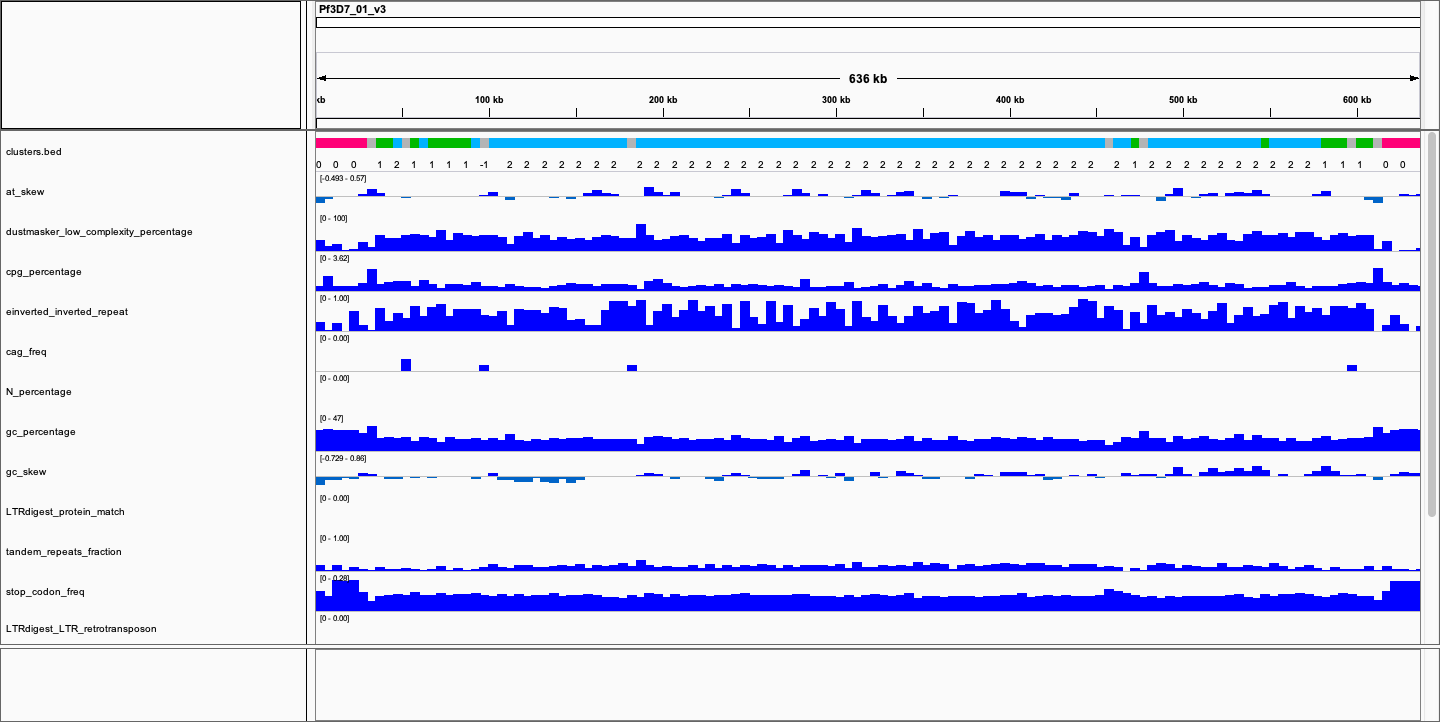 Pf3D7_01_v3
636 kb
kb 100 kb 200 kb 300 kb 400 kb 500 kb 600 kb
clusters.bed
0 0 0 1 2 1 1 1 1 -1 2 2 2 2 2 2 2 2 2 2 2 2 2 2 2 2 2 2 2 2 2 2 2 2 2 2 2 2 2 2 2 2 2 2 2 2 1 2 2 2 2 2 2 2 2 2 2 1 1 1 0 0
at_skew
[-0.493 - 0.57]
dustmasker_low_complexity_percentage
[0 - 100]
cpg_percentage
[0 - 3.62]
einverted_inverted_repeat
[0 - 1.00]
cag_freq
[0 - 0.00]
N_percentage
[0 - 0.00]
gc_percentage
[0 - 47]
gc_skew
[-0.729 - 0.86]
LTRdigest_protein_match
[0 - 0.00]
tandem_repeats_fraction
[0 - 1.00]
stop_codon_freq
[0 - 0.28]
LTRdigest_LTR_retrotransposon
[0 - 0.00]